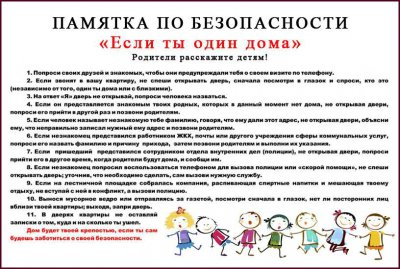 ПАМЯТКА ПО БЕЗОПАСНОСТИ
«Если ты один дома»
Родители расскажите детям!
1. Попроси своих друзей и знакомых, чтобы они предупреждали тебя о своем визите по телефону.
2. Если звонят в вашу квартиру, не спеши открывать дверь, сначала посмотри в глазок и спроси, кто это
(независимо от того, один ты дома или с близкими).
3. На ответ «Я» дверь не открывай, попроси человека назваться.
4. Если он представляется знакомым твоих родных, которых в данный момент нет дома, не открывая двери,
попроси его прийти в другой раз и позвони родителям.
5. Если человек называет незнакомую тебе фамилию, говоря, что ему дали этот адрес, не открывая двери, объясни
ему, что неправильно записал нужный ему адрес и позвони родителям.
6. Если незнакомец представился работником ЖКХ, почты или другого учреждения сферы коммунальных услуг,
попроси его назвать фамилию и причину прихода, затем позвони родителям и выполни их указания.
7. Если пришедший представился сотрудником отдела внутренних дел (полиции), не открывая двери, попроси
прийти его в другое время, когда родители будут дома, и сообщи им.
8. Если незнакомец попросил воспользоваться телефоном для вызова полиции или «скорой помощи», не спеши
открывать дверь; уточнив, что необходимо сделать, сам вызови нужную службу.
9. Если на лестничной площадке собралась компания, распивающая спиртные напитки и мешающая твоему
отдыху, не вступай с ней в конфликт, а вызови полицию.
10. Вынося мусорное ведро или отправляясь за газетой, посмотри сначала в глазок, нет ли посторонних лиц
вблизи твоей квартиры; выходя, запри дверь.
11. В дверях квартиры не оставляй
записки о том, куда и на сколько ты ушел.
Дом будет твоей крепостью, если ты сам
будешь заботиться о своей безопасности.